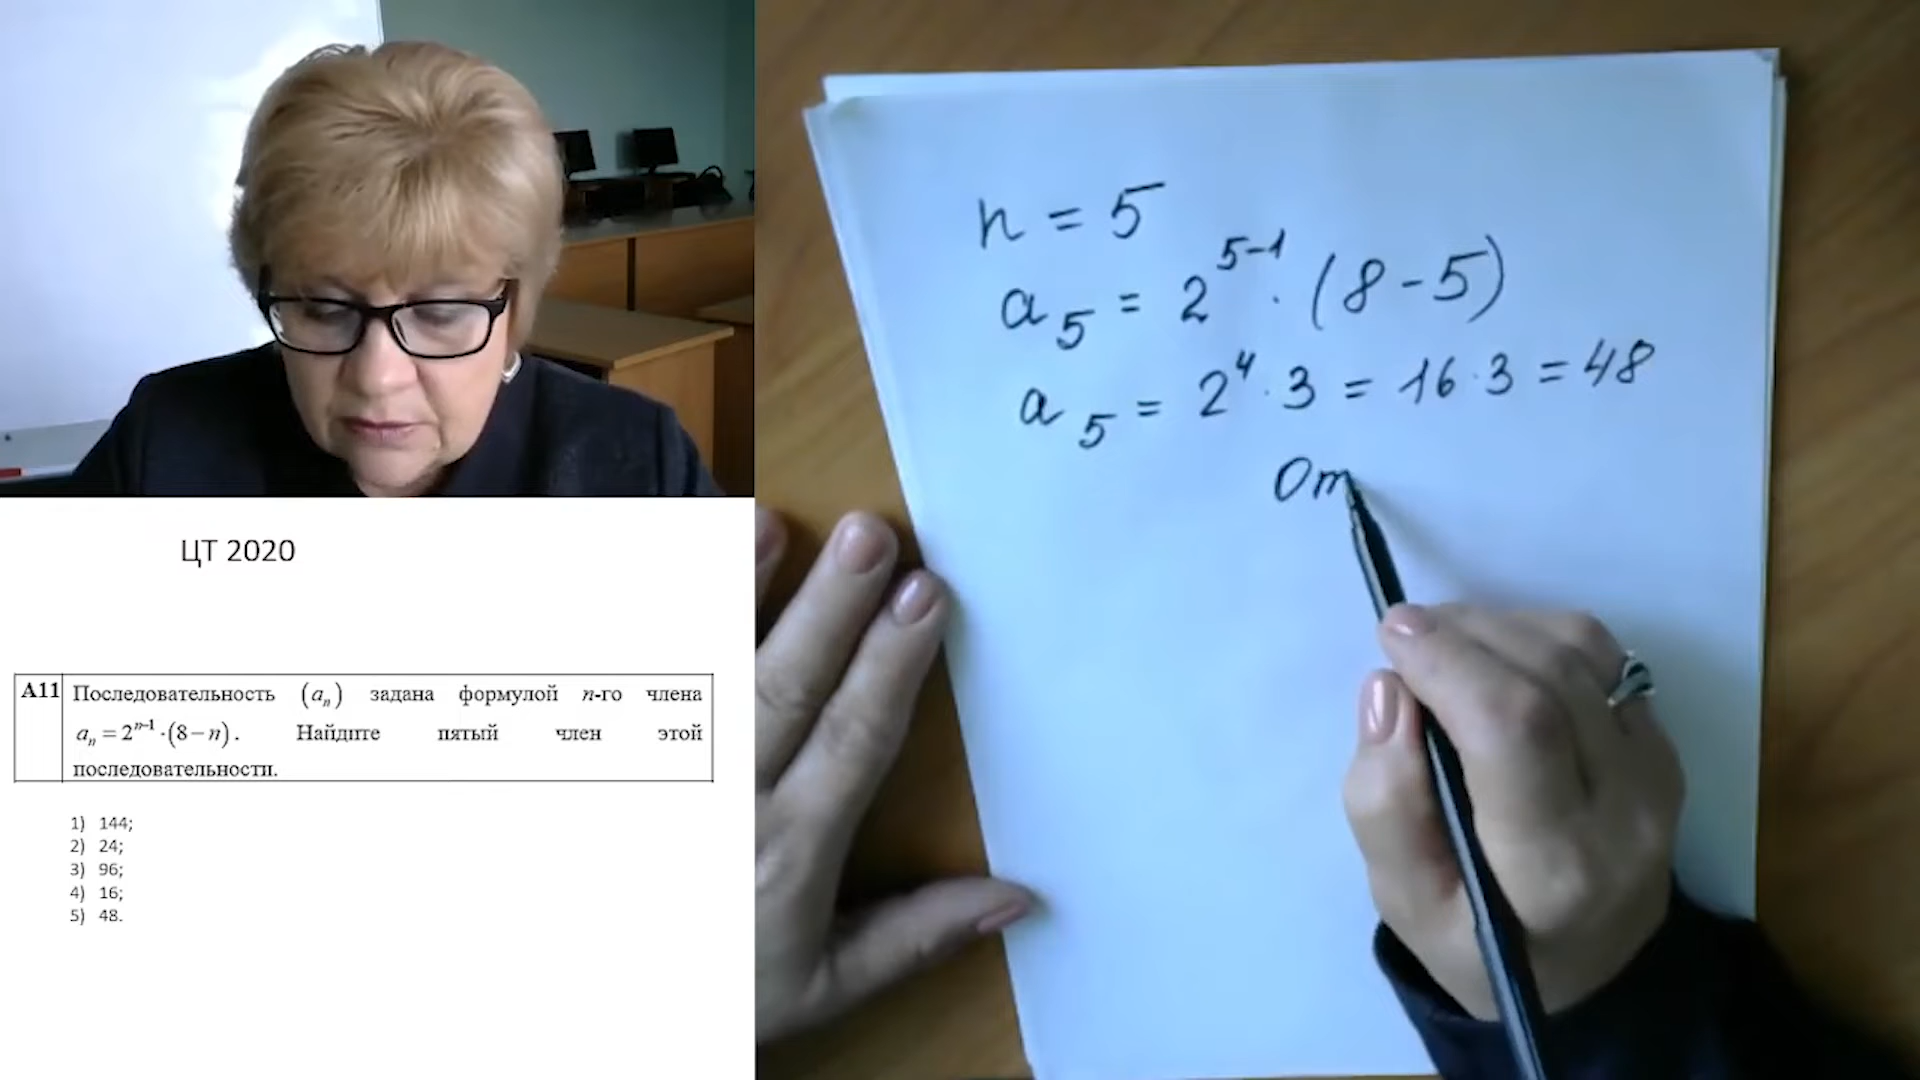 ЦТ 2020
А11 Последовательность (aₙ) задана формулой n-го члена
aₙ = 2ⁿ⁻¹ · (8 − n). Найдите пятый член этой
последовательности.
1) 144;
2) 24;
3) 96;
4) 16;
5) 48.
n = 5
a₅ = 2⁵⁻¹ · (8 - 5)
a₅ = 2⁴ · 3 = 16 · 3 = 48
От